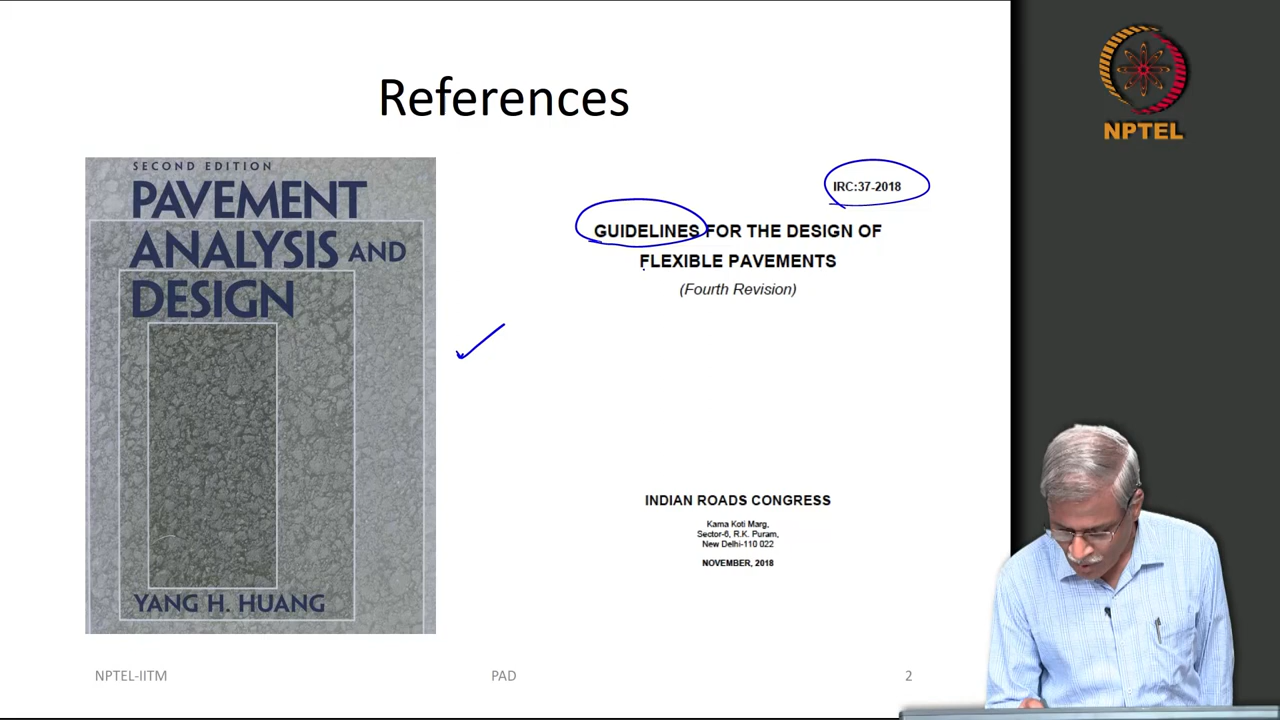 References
SECOND EDITION
PAVEMENT
ANALYSIS AND
DESIGN
YANG H. HUANG
IRC:37-2018
GUIDELINES FOR THE DESIGN OF
FLEXIBLE PAVEMENTS
(Fourth Revision)
INDIAN ROADS CONGRESS
Kama Koti Marg,
Sector-6, R.K. Puram,
New Delhi-110 022
NOVEMBER, 2018
NPTEL
NPTEL-IITM
PAD
2